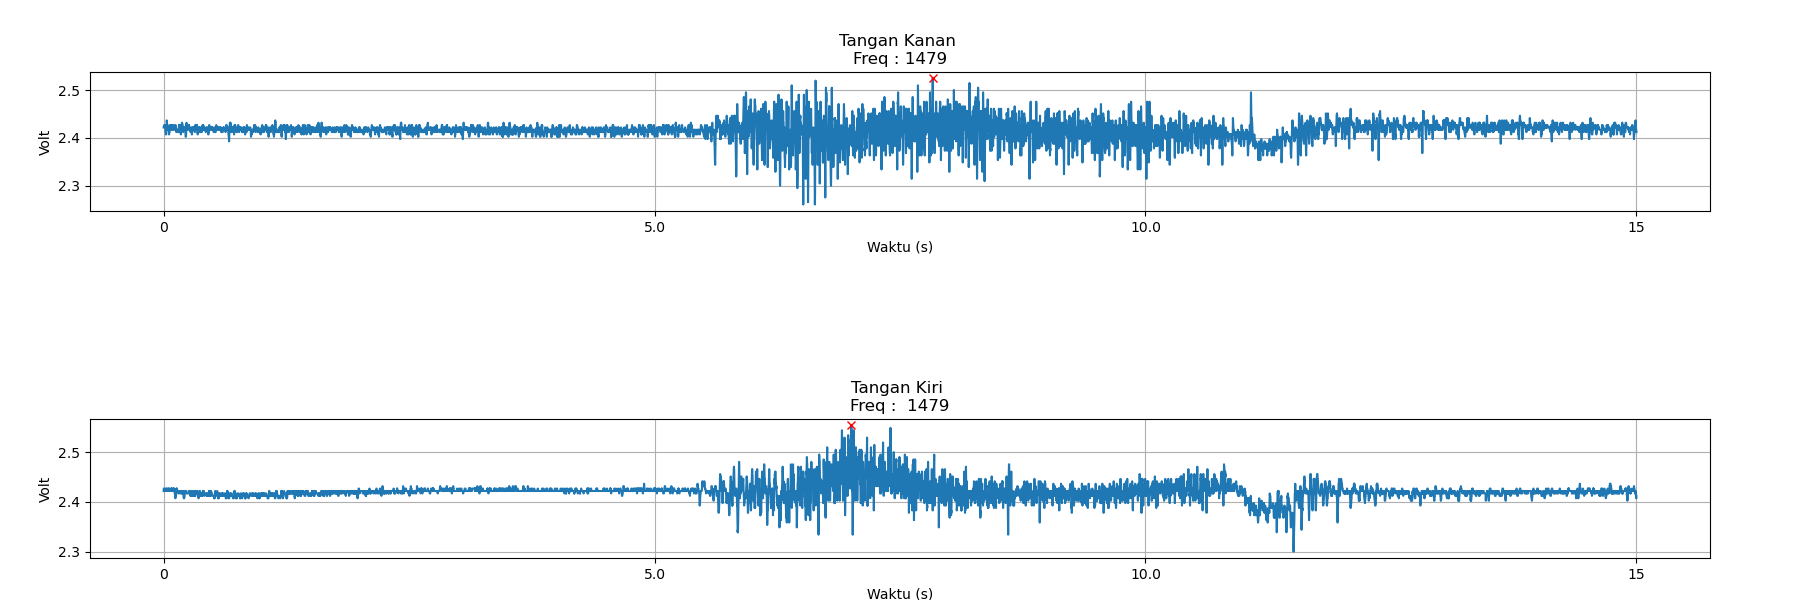 Tangan Kanan
Freq : 1479
Volt
2.5
2.4
2.3
0 5.0 10.0 15
Waktu (s)
Tangan Kiri
Freq :  1479
Volt
2.5
2.4
2.3
0 5.0 10.0 15
Waktu (s)